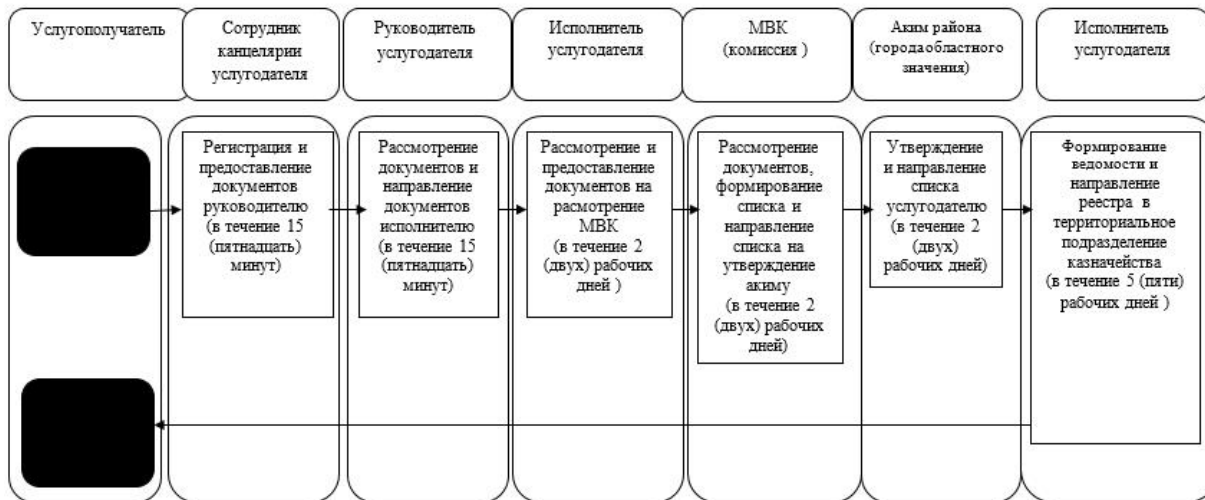 Услугополучатель
Сотрудник
канцелярии
услугодателя
Руководитель
услугодателя
Исполнитель
услугодателя
МВК
(комиссия )
Аким района
(городаобластного
значения)
Исполнитель
услугодателя
Регистрация и
предоставление
документов
руководителю
(в течение 15
(пятнадцать)
минут)
Рассмотрение
документов и
направление
документов
исполнителю
(в течение 15
(пятнадцать)
минут)
Рассмотрение и
предоставление
документов на
расмотрение
МВК
(в течение 2
(двух) рабочих
дней )
Рассмотрение
документов,
формирование
списка и
направление
списка на
утверждение
акиму
(в течение 2
(двух) рабочих
дней)
Утверждение
и направление
списка
услугодателю
(в течение 2
(двух)
рабочих дней)
Формирование
ведомости и
направление
реестра в
территориальное
подразделение
казначейства
(в течение 5 (пяти)
рабочих дней )